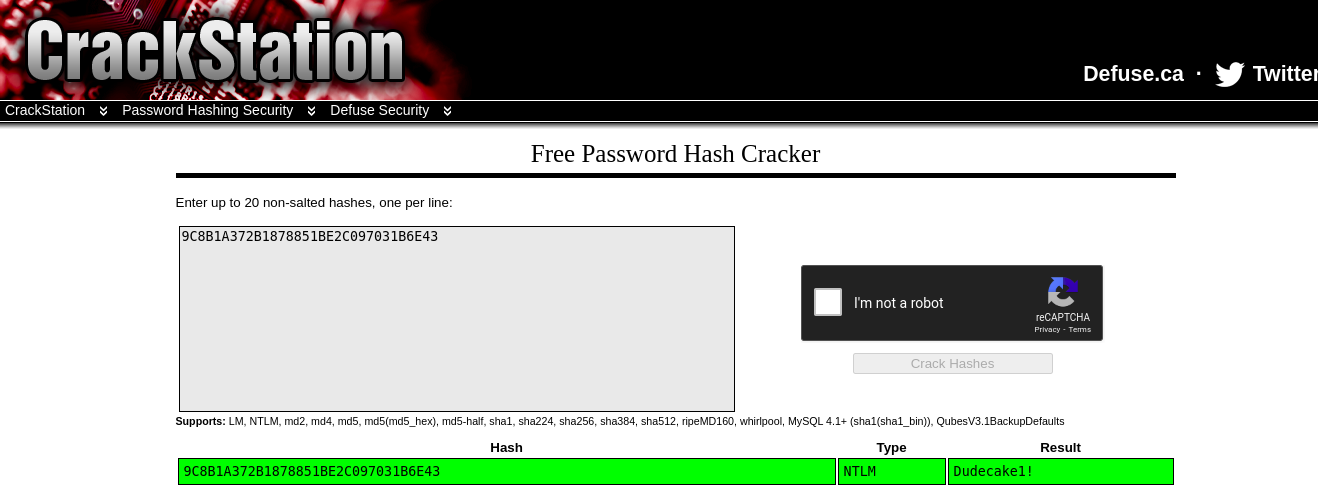 CrackStation
Defuse.ca · Twitter
CrackStation Password Hashing Security Defuse Security
Free Password Hash Cracker
Enter up to 20 non-salted hashes, one per line:
9C8B1A372B1878851BE2C097031B6E43
I'm not a robot
reCAPTCHA
Privacy - Terms
Crack Hashes
Supports: LM, NTLM, md2, md4, md5, md5(md5_hex), md5-half, sha1, sha224, sha256, sha384, sha512, ripeMD160, whirlpool, MySQL 4.1+ (sha1(sha1_bin)), QubesV3.1BackupDefaults
Hash Type Result
9C8B1A372B1878851BE2C097031B6E43 NTLM Dudecake1!